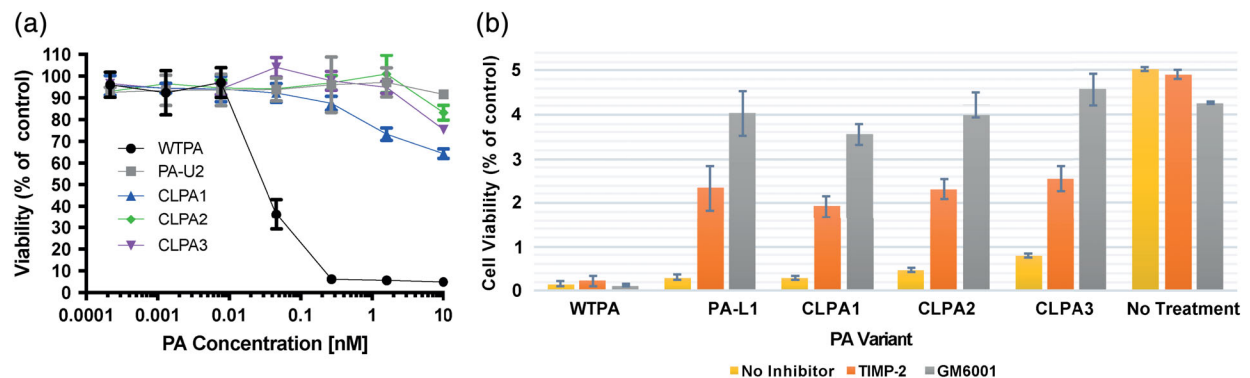 (a)
110
100
90
80
70
60
50
40
30
20
10
0
Viability (% of control)
WTPA
PA-U2
CLPA1
CLPA2
CLPA3
0.0001 0.001 0.01 0.1 1 10
PA Concentration [nM]
(b)
5
4
3
2
1
0
Cell Viability (% of control)
WTPA PA-L1 CLPA1 CLPA2 CLPA3 No Treatment
PA Variant
No Inhibitor TIMP-2 GM6001